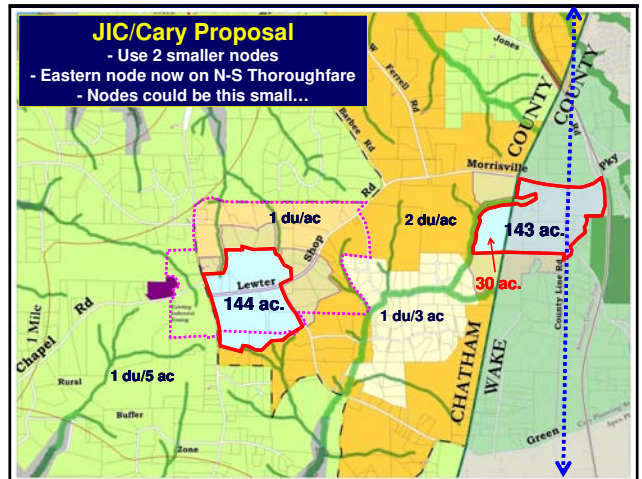 JIC/Cary Proposal
- Use 2 smaller nodes
- Eastern node now on N-S Thoroughfare
- Nodes could be this small…
W
Ferrell
Rd
Barbee
Rd
Jones
Rd
COUNTY
COUNTY
Morrisville
Pky
Rd
1 du/ac
2 du/ac
143 ac.
Shop
Lewter
30 ac.
144 ac.
County Line Rd
1 du/3 ac
1 Mile
Chapel Rd
CHATHAM
WAKE
1 du/5 ac
Rural
Buffer
Zone
Green